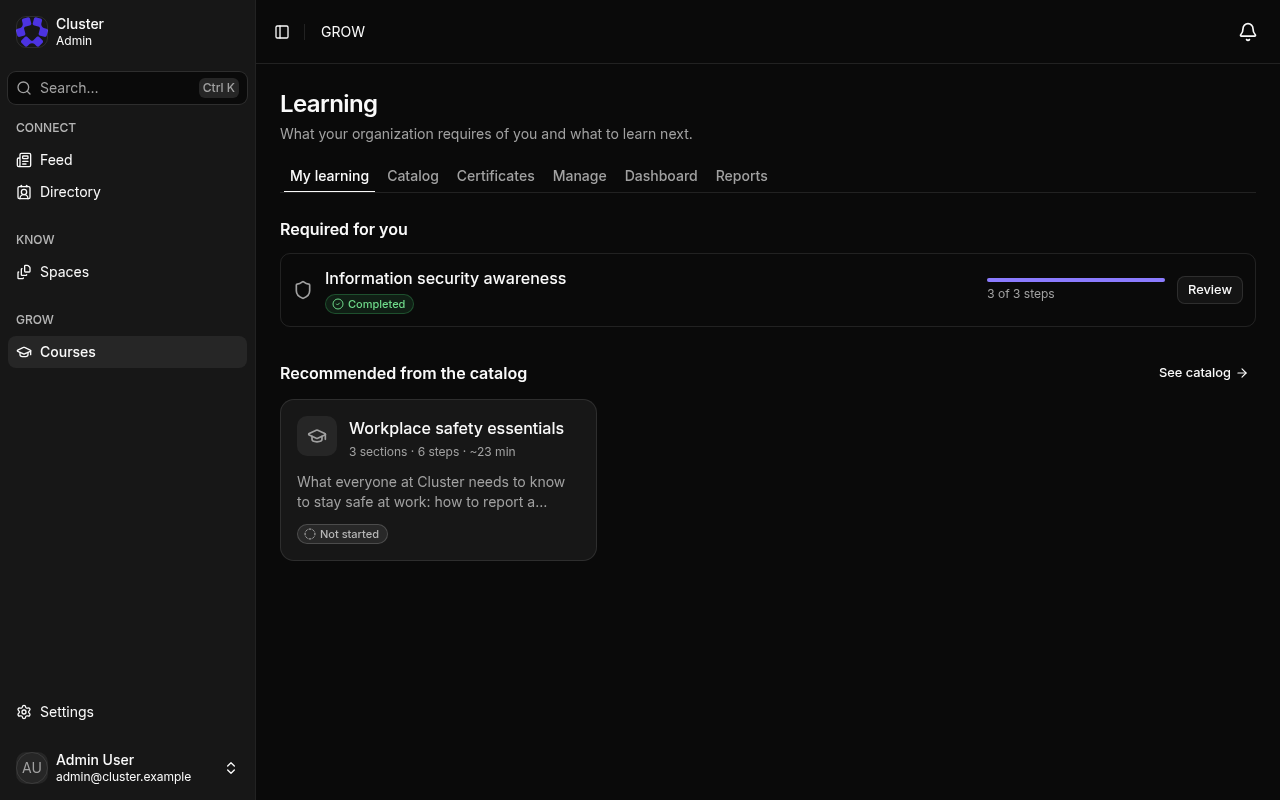 Cluster
Admin
Search...
Ctrl K
CONNECT
Feed
Directory
KNOW
Spaces
GROW
Courses
Settings
AU
Admin User
admin@cluster.example
GROW
Learning
What your organization requires of you and what to learn next.
My learning
Catalog
Certificates
Manage
Dashboard
Reports
Required for you
Information security awareness
Completed
3 of 3 steps
Review
Recommended from the catalog
See catalog
Workplace safety essentials
3 sections · 6 steps · ~23 min
What everyone at Cluster needs to know
to stay safe at work: how to report a...
Not started